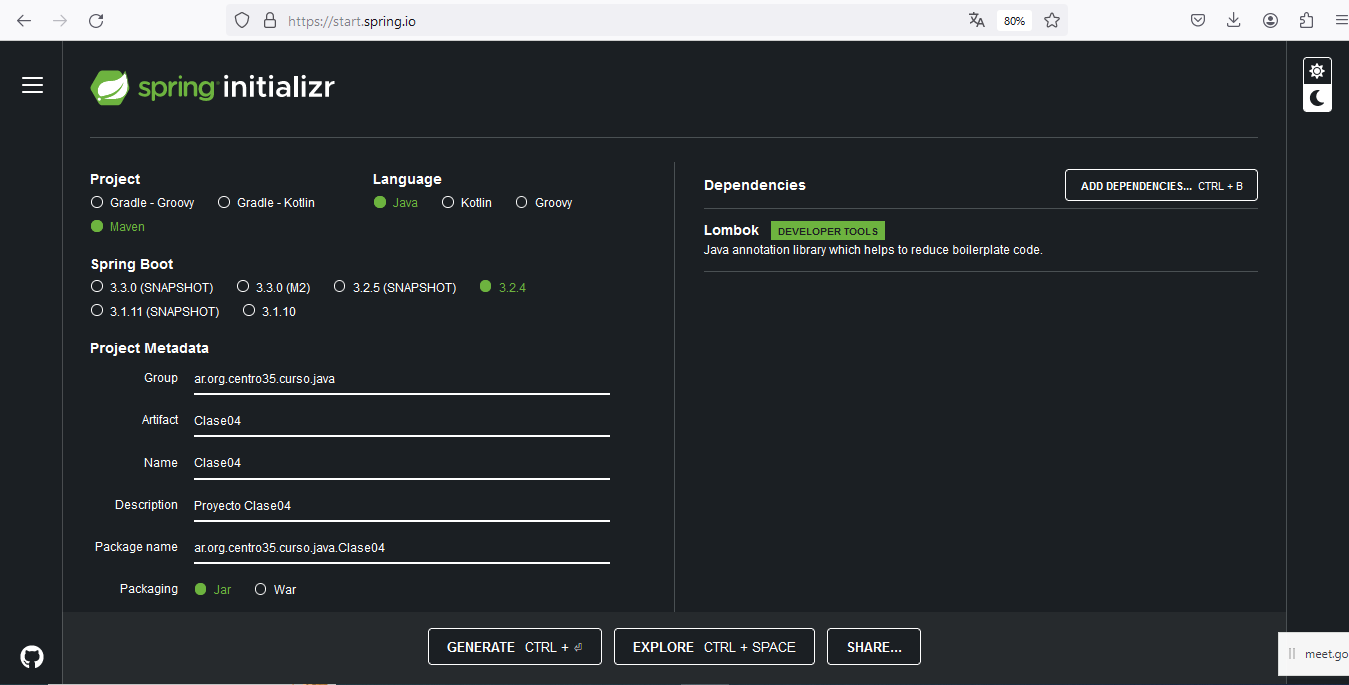 https://start.spring.io
80%
spring initializr
Project
Gradle - Groovy
Gradle - Kotlin
Maven
Language
Java
Kotlin
Groovy
Spring Boot
3.3.0 (SNAPSHOT)
3.3.0 (M2)
3.2.5 (SNAPSHOT)
3.2.4
3.1.11 (SNAPSHOT)
3.1.10
Project Metadata
Group ar.org.centro35.curso.java
Artifact Clase04
Name Clase04
Description Proyecto Clase04
Package name ar.org.centro35.curso.java.Clase04
Packaging Jar War
Dependencies
ADD DEPENDENCIES... CTRL + B
Lombok DEVELOPER TOOLS
Java annotation library which helps to reduce boilerplate code.
GENERATE CTRL + ⏎
EXPLORE CTRL + SPACE
SHARE...
meet.go